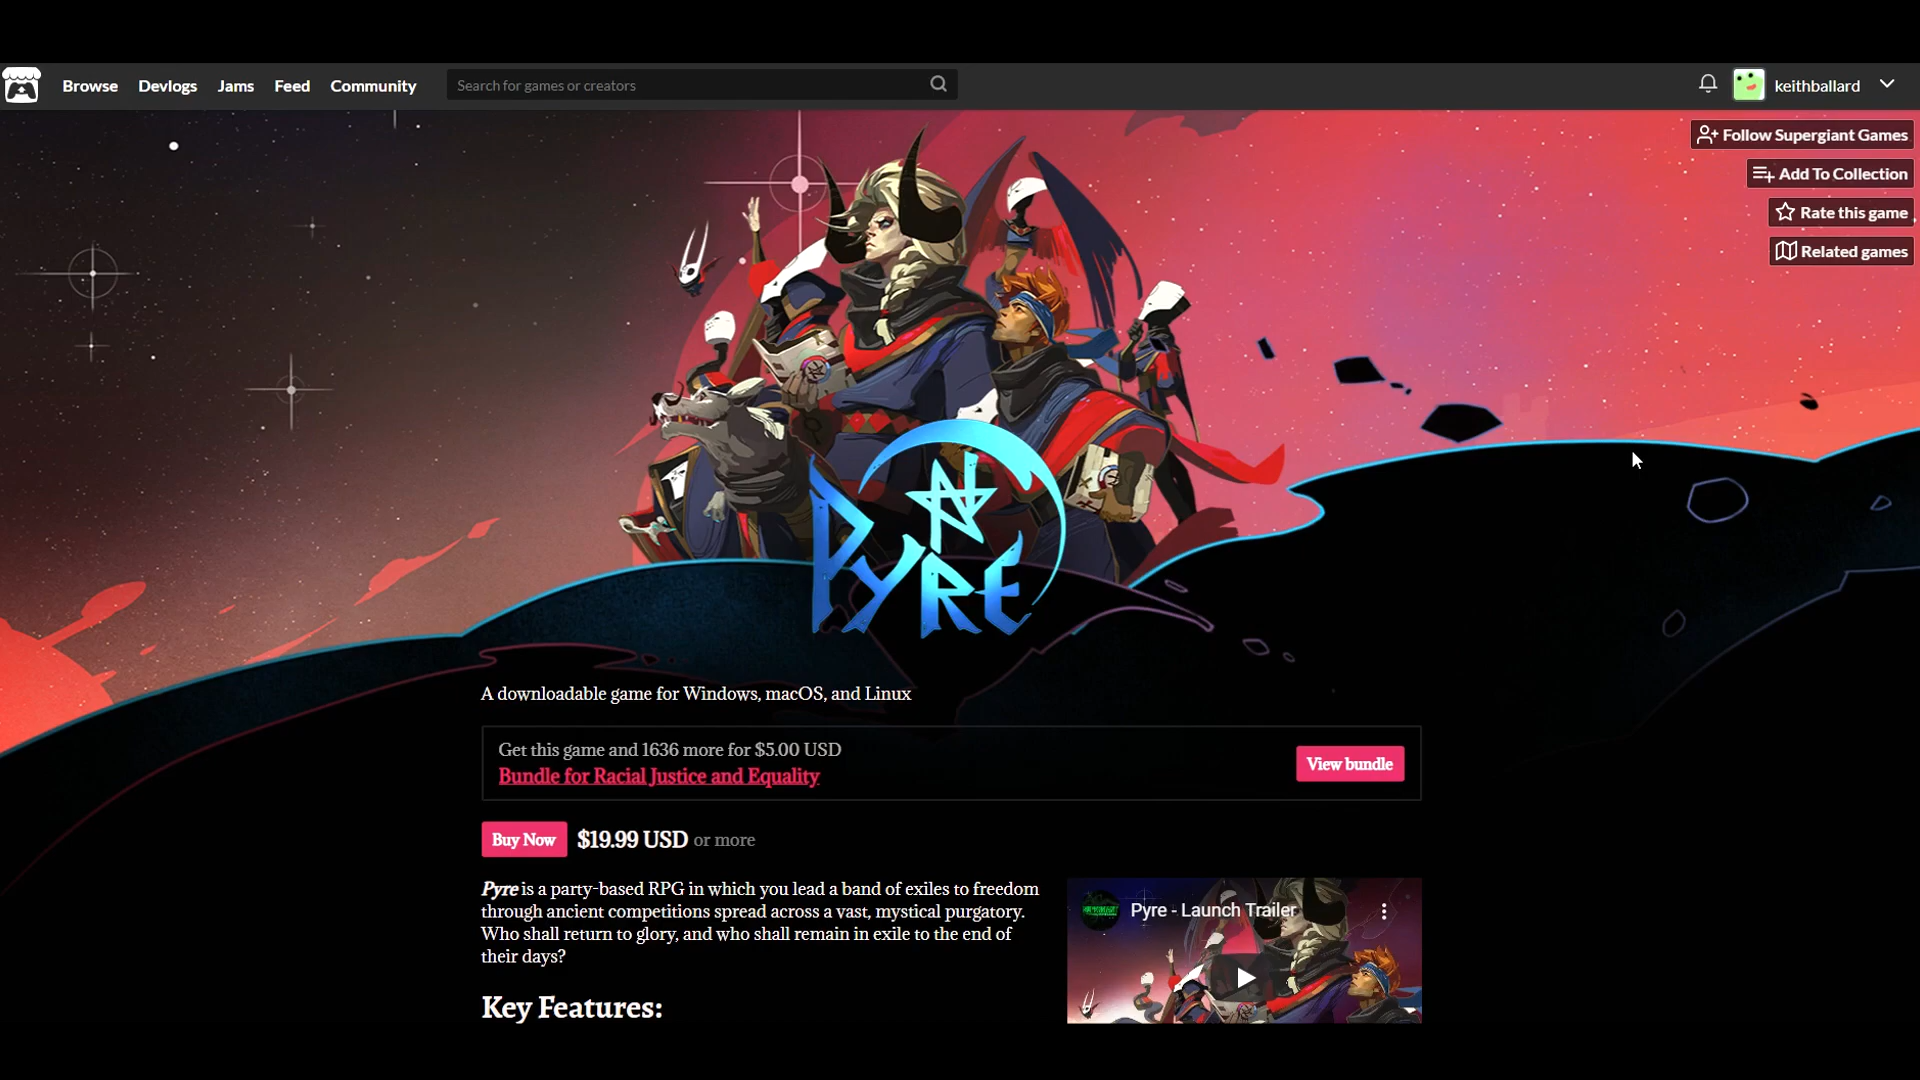 Browse Devlogs Jams Feed Community Search for games or creators keithballard
Follow Supergiant Games
Add To Collection
Rate this game
Related games
PYRE
A downloadable game for Windows, macOS, and Linux
Get this game and 1636 more for $5.00 USD
Bundle for Racial Justice and Equality
View bundle
Buy Now $19.99 USD or more
Pyre is a party-based RPG in which you lead a band of exiles to freedom
through ancient competitions spread across a vast, mystical purgatory.
Who shall return to glory, and who shall remain in exile to the end of
their days?
Pyre - Launch Trailer
Key Features: